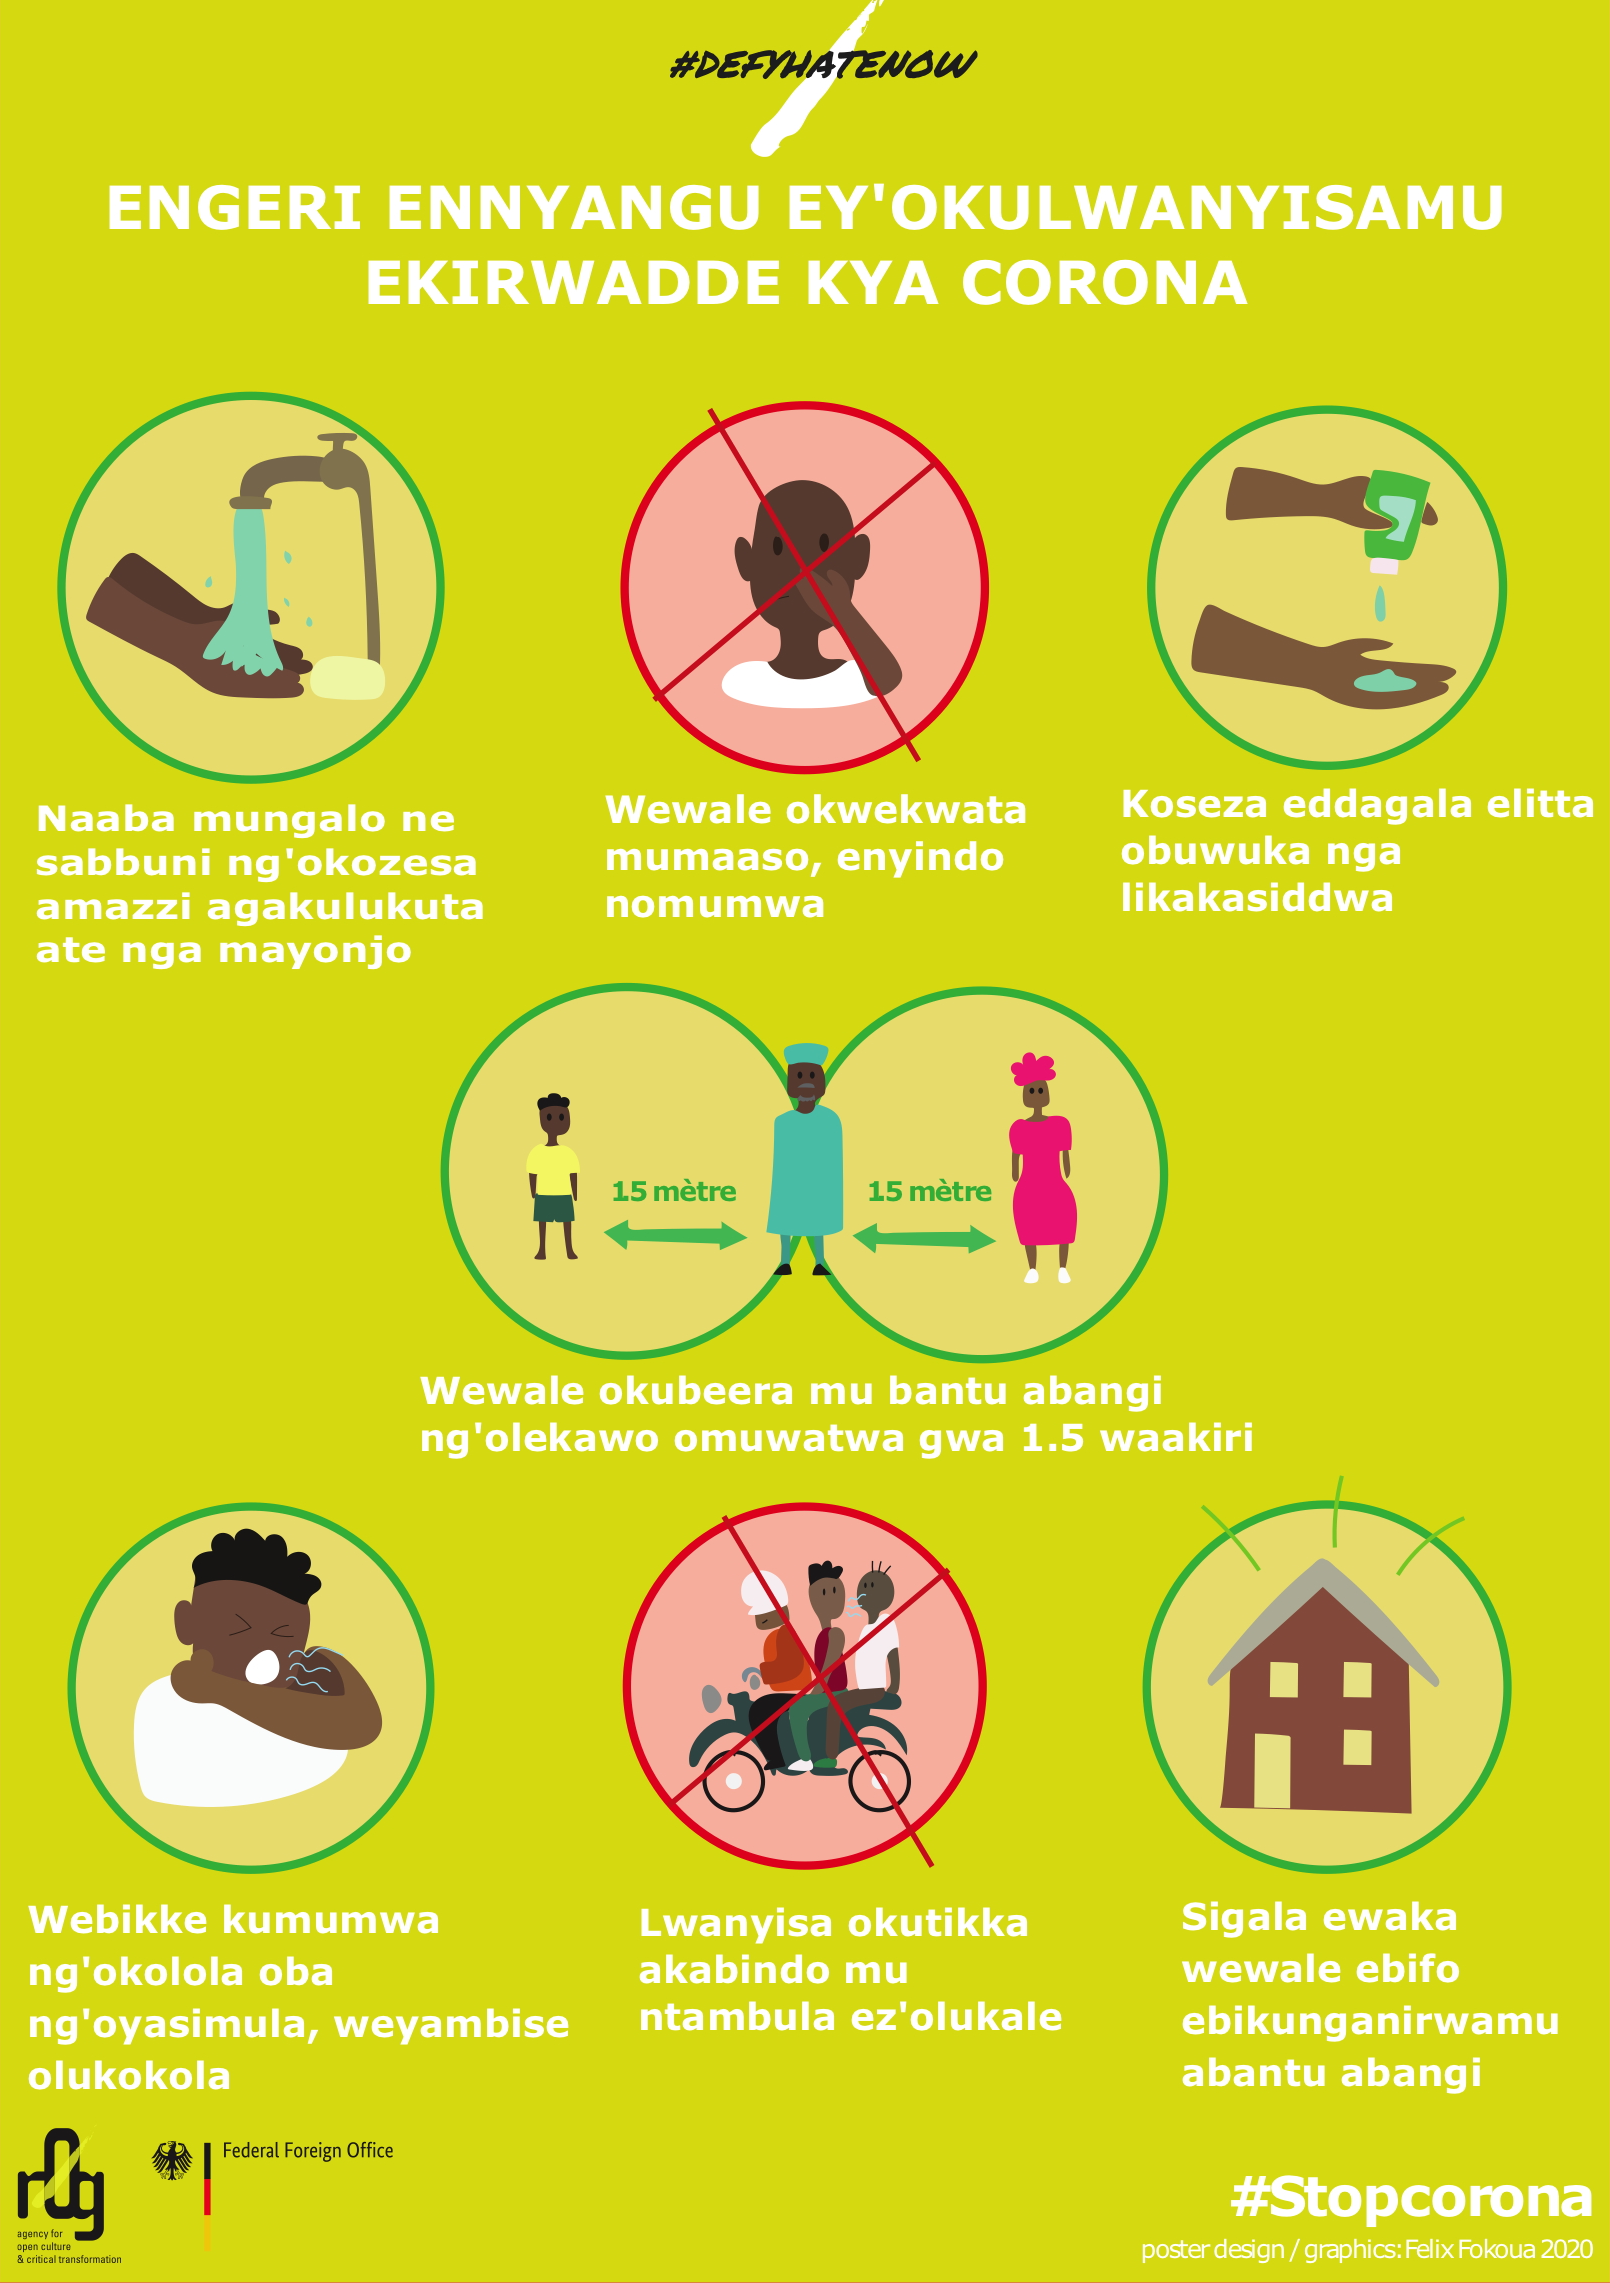 #DEFYHATENOW
ENGERI ENNYANGU EY'OKULWANYISAMU
EKIRWADDE KYA CORONA
Naaba mungalo ne
sabbuni ng'okozesa
amazzi agakulukuta
ate nga mayonjo
Wewale okwekwata
mumaaso, enyindo
nomumwa
Koseza eddagala elitta
obuwuka nga
likakasiddwa
15 mètre
15 mètre
Wewale okubeera mu bantu abangi
ng'olekawo omuwatwa gwa 1.5 waakiri
Webikke kumumwa
ng'okolola oba
ng'oyasimula, weyambise
olukokola
Lwanyisa okutikka
akabindo mu
ntambula ez'olukale
Sigala ewaka
wewale ebifo
ebikunganirwamu
abantu abangi
r0g
agency for
open culture
& critical transformation
Federal Foreign Office
#Stopcorona
poster design / graphics: Felix Fokoua 2020